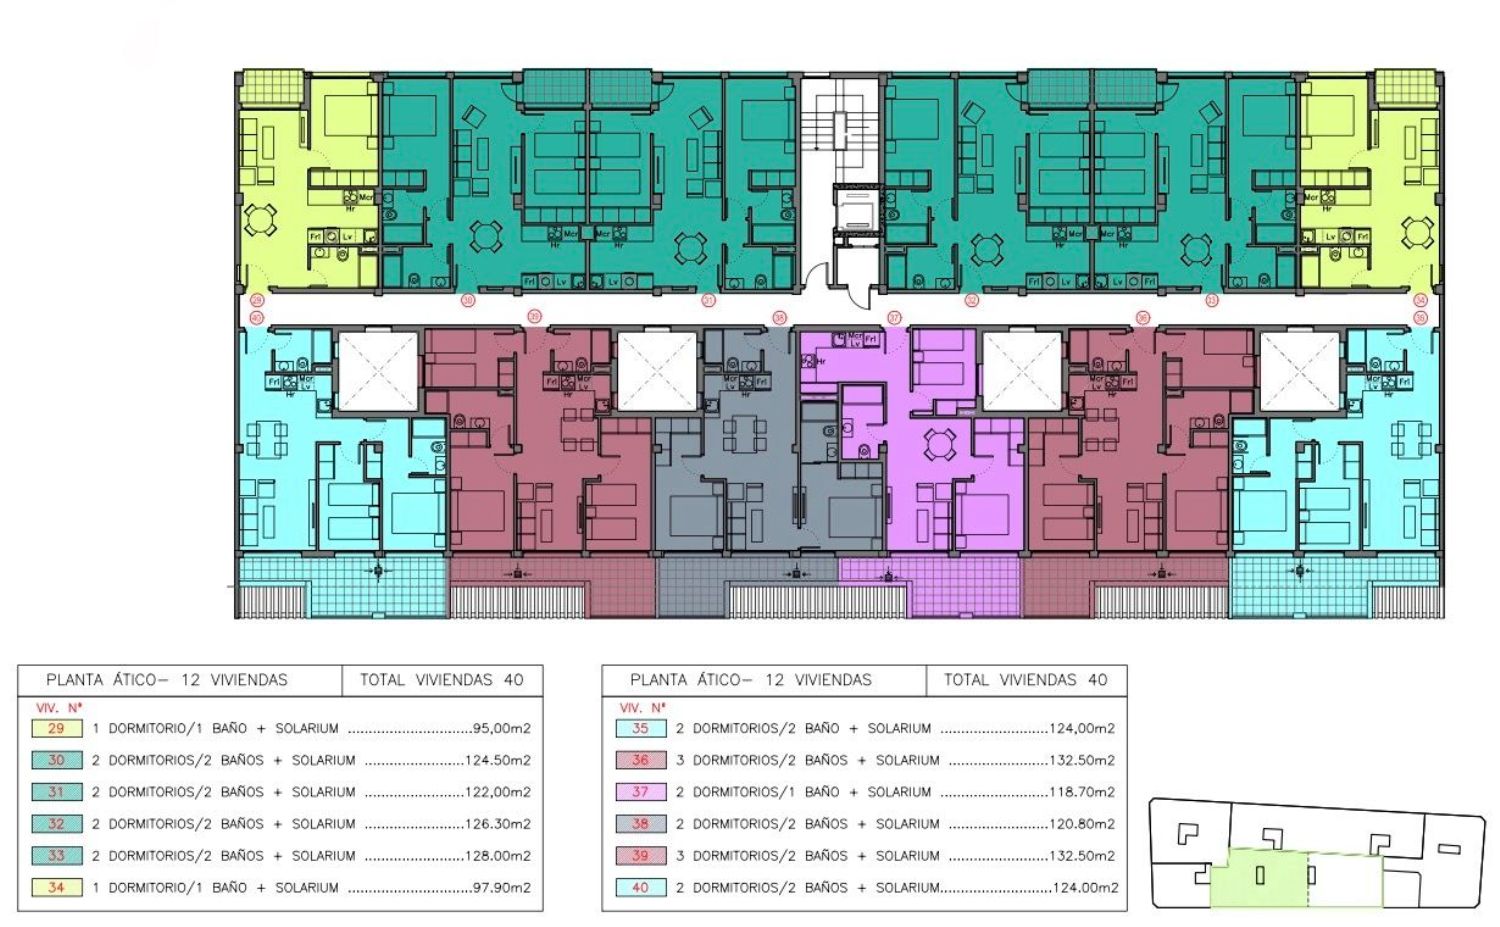 Mcr
Hr
Frl Lv
Mcr Mcr
Hr Hr
Frl Lv Lv Frl
Mcr Mcr
Hr Hr
Frl Lv Lv Frl
Mcr
Hr
Lv Frl
29 30 31 32 33 34
40 39 38 37 36 35
Frl Mcr Lv
Hr
Frl Mcr Lv
Hr
Mcr Lv Frl
Hr
Mcr Lv Frl
Hr
Mcr Lv Frl
Hr
Mcr Lv Frl
Hr
PLANTA ÁTICO- 12 VIVIENDAS TOTAL VIVIENDAS 40
VIV. Nº
29 1 DORMITORIO/1 BAÑO + SOLARIUM ..............................95,00m2
30 2 DORMITORIOS/2 BAÑOS + SOLARIUM ........................124.50m2
31 2 DORMITORIOS/2 BAÑOS + SOLARIUM ........................122,00m2
32 2 DORMITORIOS/2 BAÑOS + SOLARIUM ........................126.30m2
33 2 DORMITORIOS/2 BAÑOS + SOLARIUM ........................128.00m2
34 1 DORMITORIO/1 BAÑO + SOLARIUM ..............................97.90m2
PLANTA ÁTICO- 12 VIVIENDAS TOTAL VIVIENDAS 40
VIV. Nº
35 2 DORMITORIOS/2 BAÑO + SOLARIUM ..........................124,00m2
36 3 DORMITORIOS/2 BAÑOS + SOLARIUM ........................132.50m2
37 2 DORMITORIOS/1 BAÑO + SOLARIUM ..........................118.70m2
38 2 DORMITORIOS/2 BAÑOS + SOLARIUM ........................120.80m2
39 3 DORMITORIOS/2 BAÑOS + SOLARIUM ........................132.50m2
40 2 DORMITORIOS/2 BAÑOS + SOLARIUM..........................124.00m2